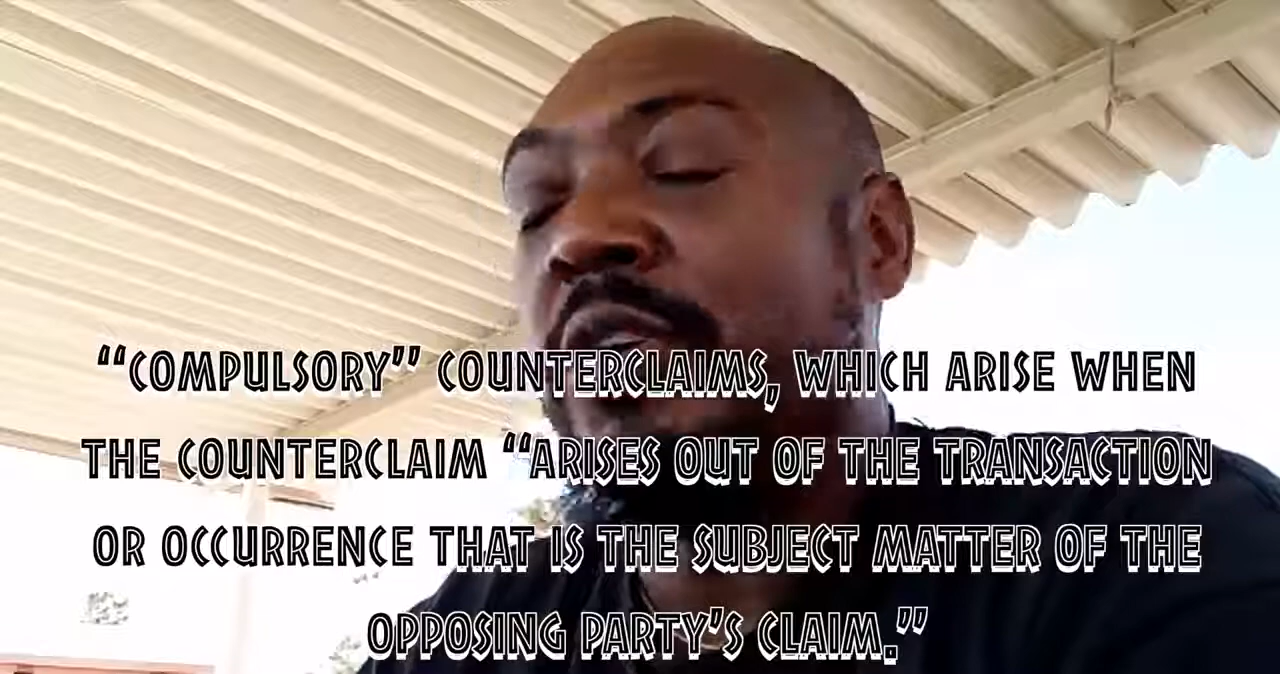 “COMPULSORY” COUNTERCLAIMS, WHICH ARISE WHEN
THE COUNTERCLAIM “ARISES OUT OF THE TRANSACTION
OR OCCURRENCE THAT IS THE SUBJECT MATTER OF THE
OPPOSING PARTY’S CLAIM.”